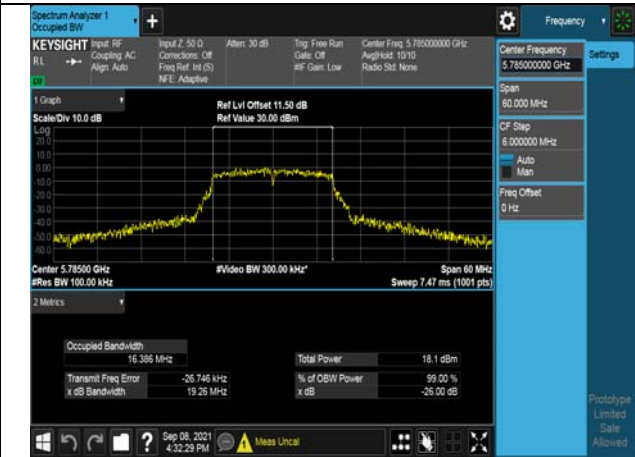 Spectrum Analyzer 1
Occupied BW
Frequency
KEYSIGHT
RL
Input: RF
Coupling: AC
Align: Auto
Input Z: 50 Ω
Corrections: Off
Freq Ref: Int (S)
NFE: Adaptive
Atten: 30 dB
Trig: Free Run
Gate: Off
#IF Gain: Low
Center Freq: 5.785000000 GHz
Avg|Hold: 10/10
Radio Std: None
Center Frequency
5.785000000 GHz
Settings
Span
60.000 MHz
CF Step
6.000000 MHz
Auto
Man
Freq Offset
0 Hz
1 Graph
Scale/Div 10.0 dB
Ref Lvl Offset 11.50 dB
Ref Value 30.00 dBm
Log
20.0
10.0
0.00
-10.0
-20.0
-30.0
-40.0
-50.0
-60.0
Center 5.78500 GHz
#Video BW 300.00 kHz*
Span 60 MHz
#Res BW 100.00 kHz
Sweep 7.47 ms (1001 pts)
2 Metrics
Occupied Bandwidth
16.386 MHz
Total Power
18.1 dBm
Transmit Freq Error
-26.746 kHz
% of OBW Power
99.00 %
x dB Bandwidth
19.26 MHz
x dB
-26.00 dB
Prototype
Limited
Sale
Allowed
Sep 08, 2021
4:32:29 PM
Meas Uncal